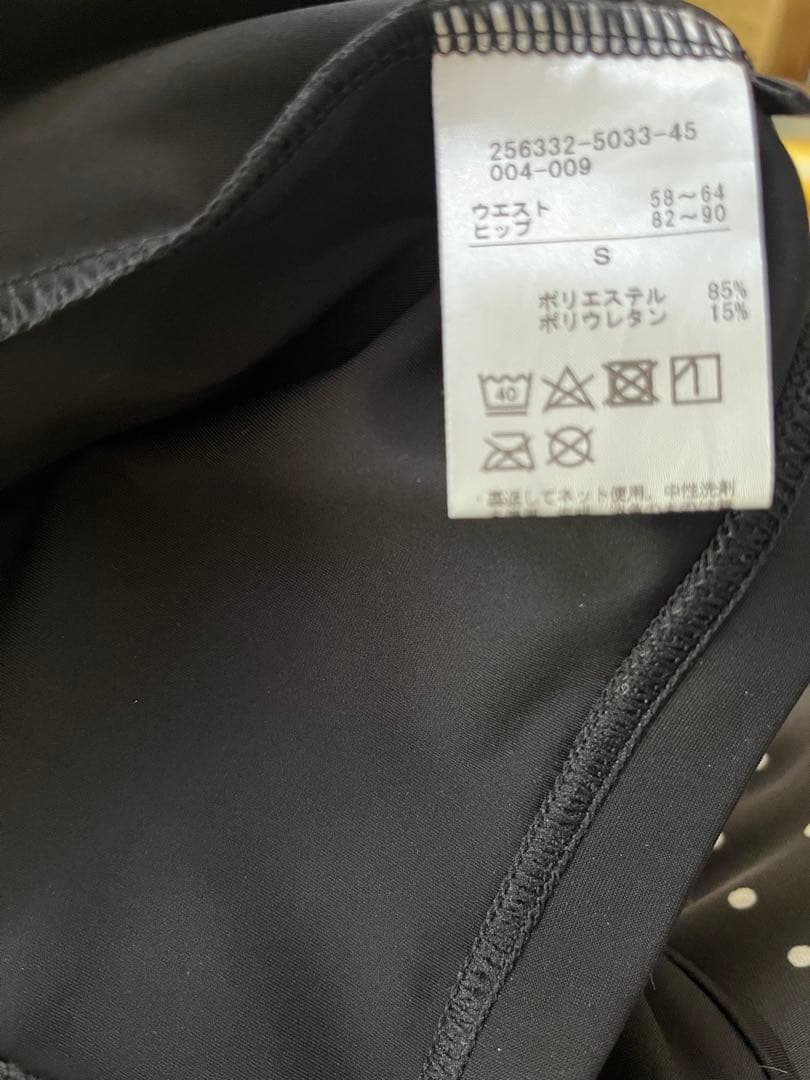 256332-5033-45
004-009
ウエスト 58～64
ヒップ 82～90
S
ポリエステル 85%
ポリウレタン 15%
40
・裏返してネット使用。中性洗剤